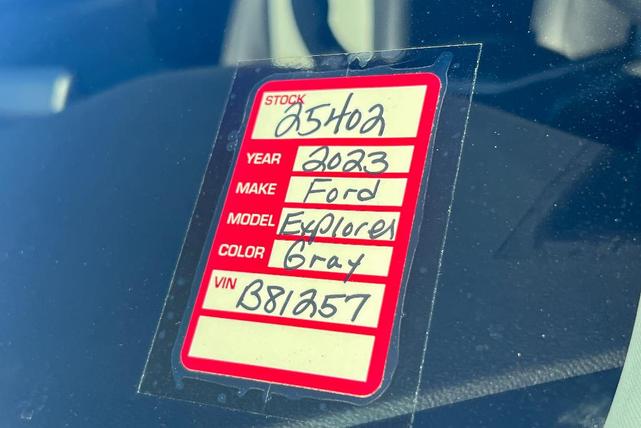 STOCK
25402
YEAR 2023
MAKE Ford
MODEL Explorer
COLOR Gray
VIN
B81257